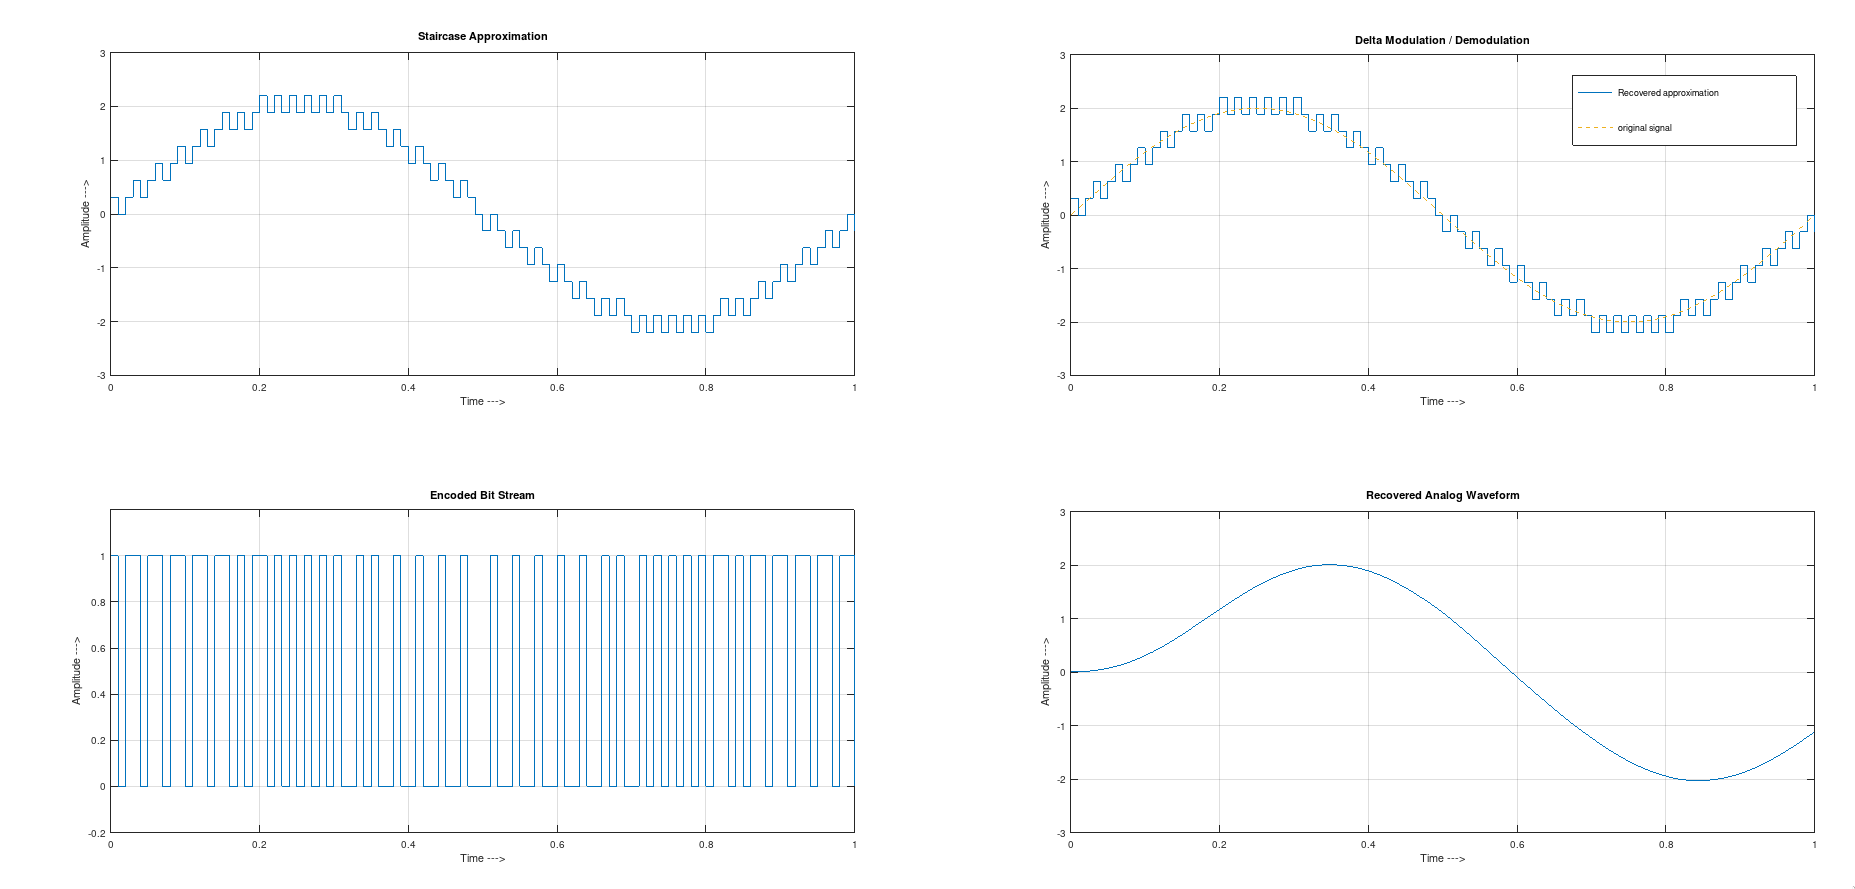 Staircase Approximation
3
2
1
0
-1
-2
-3
Amplitude --->
0 0.2 0.4 0.6 0.8 1
Time --->
Delta Modulation / Demodulation
3
2
1
0
-1
-2
-3
Amplitude --->
Recovered approximation
original signal
0 0.2 0.4 0.6 0.8 1
Time --->
Encoded Bit Stream
1
0.8
0.6
0.4
0.2
0
-0.2
Amplitude --->
0 0.2 0.4 0.6 0.8 1
Time --->
Recovered Analog Waveform
3
2
1
0
-1
-2
-3
Amplitude --->
0 0.2 0.4 0.6 0.8 1
Time --->